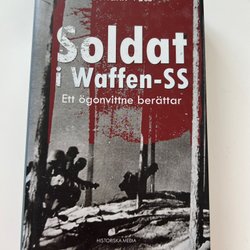 Soldat
i Waffen-SS
Ett ögonvittne berättar
HISTORISKA MEDIA